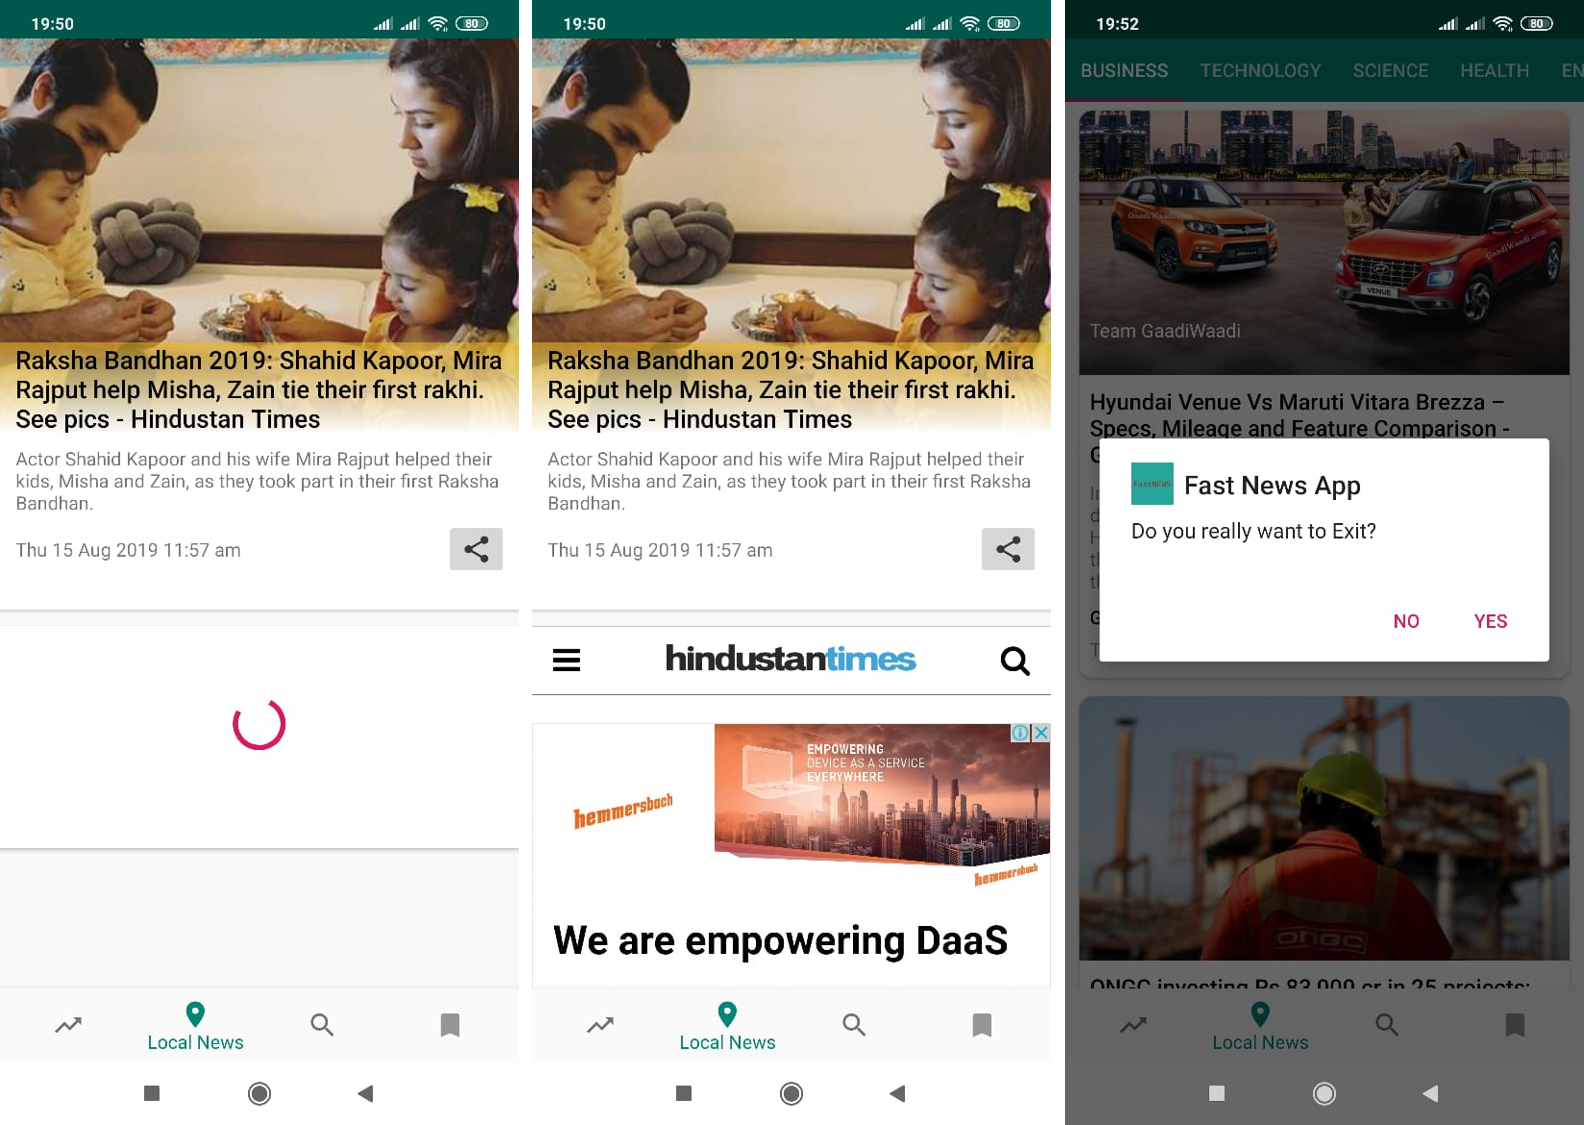 19:50
80
Raksha Bandhan 2019: Shahid Kapoor, Mira
Rajput help Misha, Zain tie their first rakhi.
See pics - Hindustan Times
Actor Shahid Kapoor and his wife Mira Rajput helped their
kids, Misha and Zain, as they took part in their first Raksha
Bandhan.
Thu 15 Aug 2019 11:57 am
Local News
19:50
80
Raksha Bandhan 2019: Shahid Kapoor, Mira
Rajput help Misha, Zain tie their first rakhi.
See pics - Hindustan Times
Actor Shahid Kapoor and his wife Mira Rajput helped their
kids, Misha and Zain, as they took part in their first Raksha
Bandhan.
Thu 15 Aug 2019 11:57 am
hindustantimes
EMPOWERING
DEVICE AS A SERVICE
EVERYWHERE
hemmersbach
hemmersbach
We are empowering DaaS
Local News
19:52
80
BUSINESS TECHNOLOGY SCIENCE HEALTH EN
GaadiWaadi.com
VENUE
Team GaadiWaadi
Hyundai Venue Vs Maruti Vitara Brezza –
Specs, Mileage and Feature Comparison -
FastNews
Fast News App
Do you really want to Exit?
NO YES
ONGC
ONGC investing Rs 83,000 cr in 25 projects:
Local News